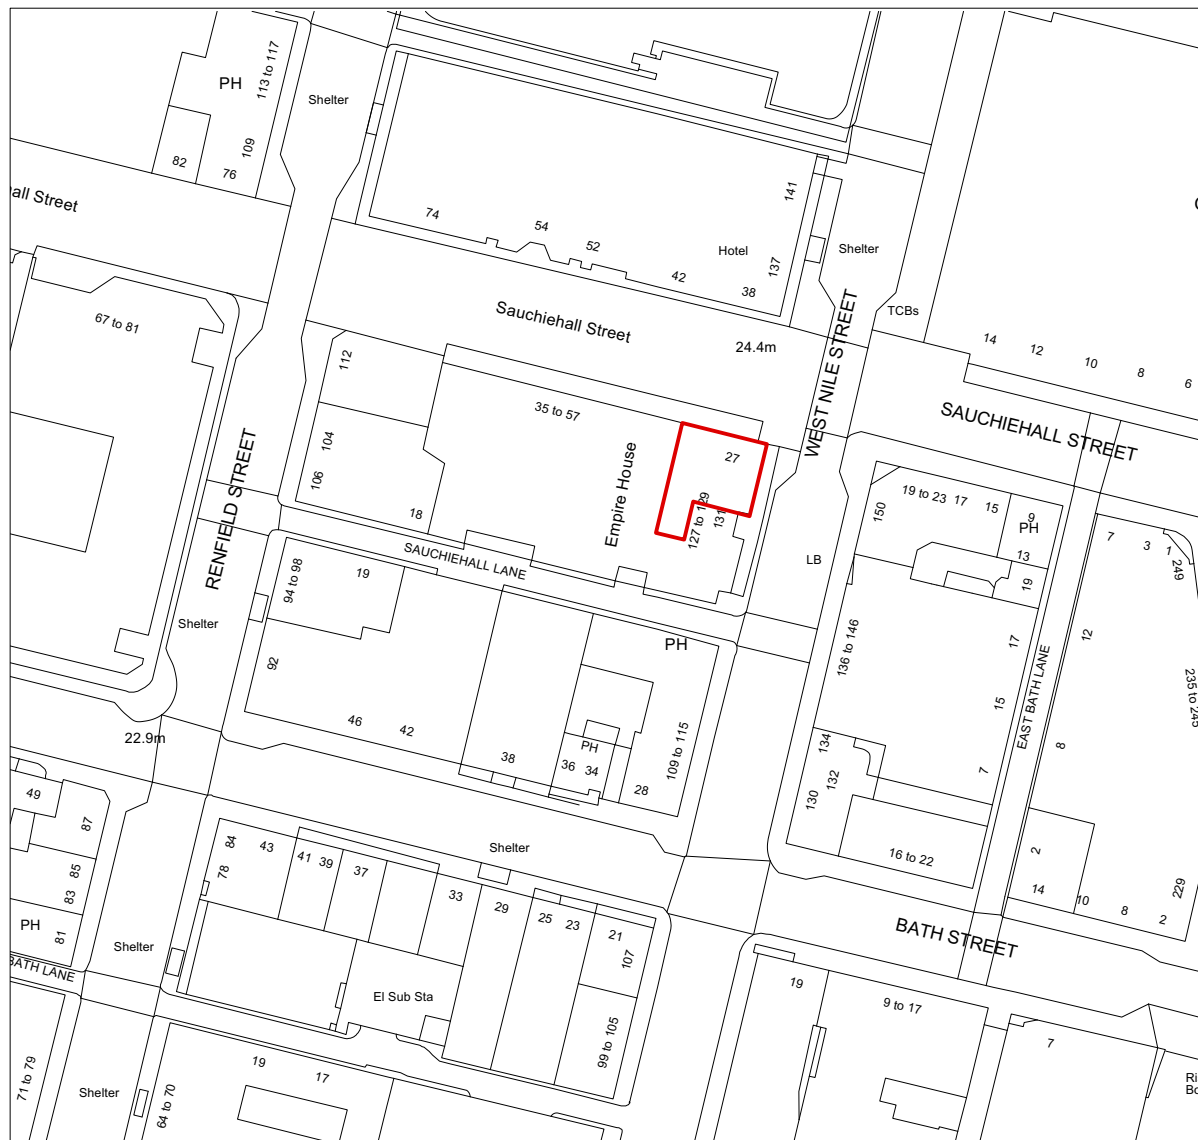 113 to 117
PH
Shelter
109
82
76
all Street
141
74
54
52
Hotel
137
42
38
Shelter
TCBs
67 to 81
Sauchiehall Street
24.4m
WEST NILE STREET
14
12
10
8
6
112
35 to 57
SAUCHIEHALL STREET
104
106
18
Empire House
27
127 to 129
131
RENFIELD STREET
SAUCHIEHALL LANE
150
19 to 23
17
15
9
PH
13
19
7
3
1
249
LB
94 to 98
19
Shelter
92
PH
136 to 146
17
12
15
EAST BATH LANE
235 to 245
46
42
22.9m
38
PH
36
34
28
109 to 115
134
132
130
7
8
16 to 22
49
87
85
83
PH
81
BATH LANE
84
78
43
41
39
37
Shelter
33
29
25
23
21
107
2
14
10
8
2
229
BATH STREET
Shelter
El Sub Sta
99 to 105
19
9 to 17
7
71 to 79
Shelter
64 to 70
19
17